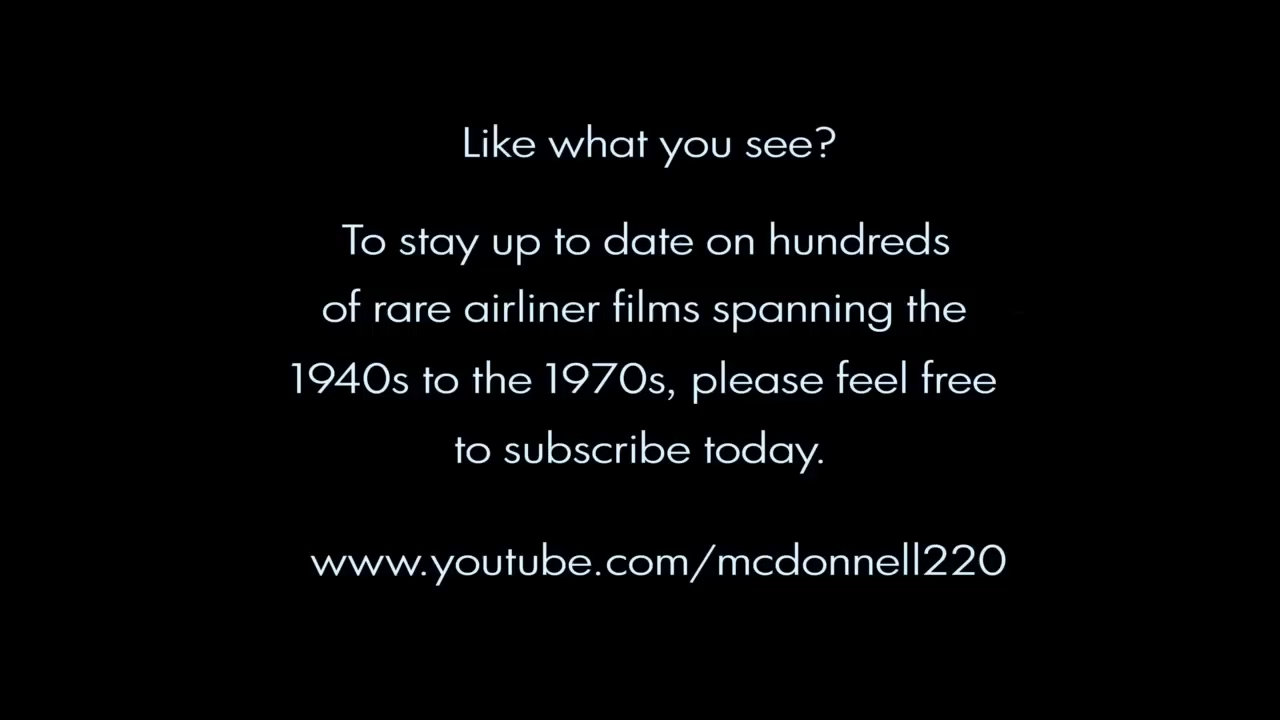 Like what you see?
To stay up to date on hundreds
of rare airliner films spanning the
1940s to the 1970s, please feel free
to subscribe today.
www.youtube.com/mcdonnell220